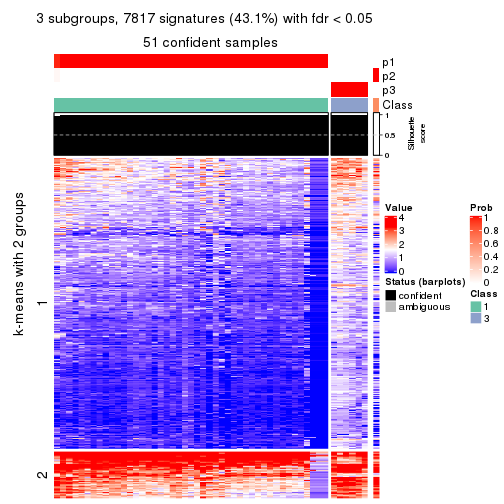 3 subgroups, 7817 signatures (43.1%) with fdr < 0.05
51 confident samples
p1
p2
p3
Class
1
0.5
0
Silhouette
score
k-means with 2 groups
1
2
Value
4
3
2
1
0
Status (barplots)
confident
ambiguous
Prob
1
0.8
0.6
0.4
0.2
0
Class
1
3